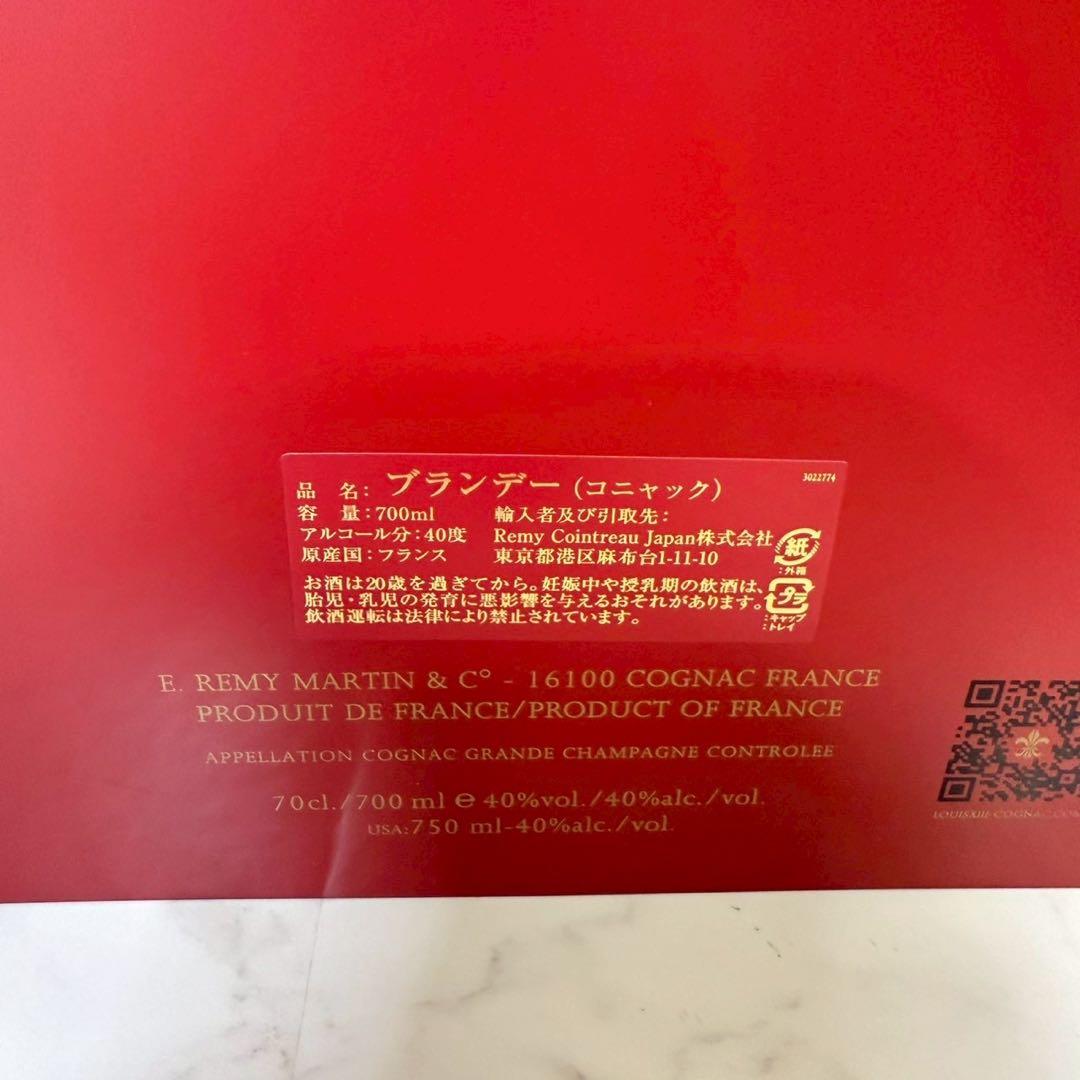 品 名: ブランデー (コニャック) 3022774
容 量:700ml 輸入者及び引取先:
アルコール分:40度 Remy Cointreau Japan株式会社
原産国:フランス 東京都港区麻布台1-11-10
紙
:外箱
お酒は20歳を過ぎてから。妊娠中や授乳期の飲酒は、
胎児・乳児の発育に悪影響を与えるおそれがあります。
飲酒運転は法律により禁止されています。
プラ
:キャップ
:トレイ
E. REMY MARTIN & C° - 16100 COGNAC FRANCE
PRODUIT DE FRANCE/PRODUCT OF FRANCE
APPELLATION COGNAC GRANDE CHAMPAGNE CONTROLEE
70cl./700 ml e 40%vol./40%alc./vol.
USA:750 ml-40%alc./vol.